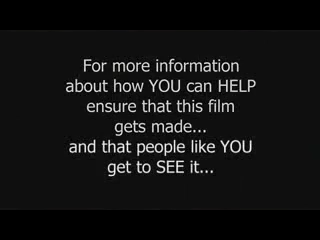 For more information
about how YOU can HELP
ensure that this film
gets made...
and that people like YOU
get to SEE it...